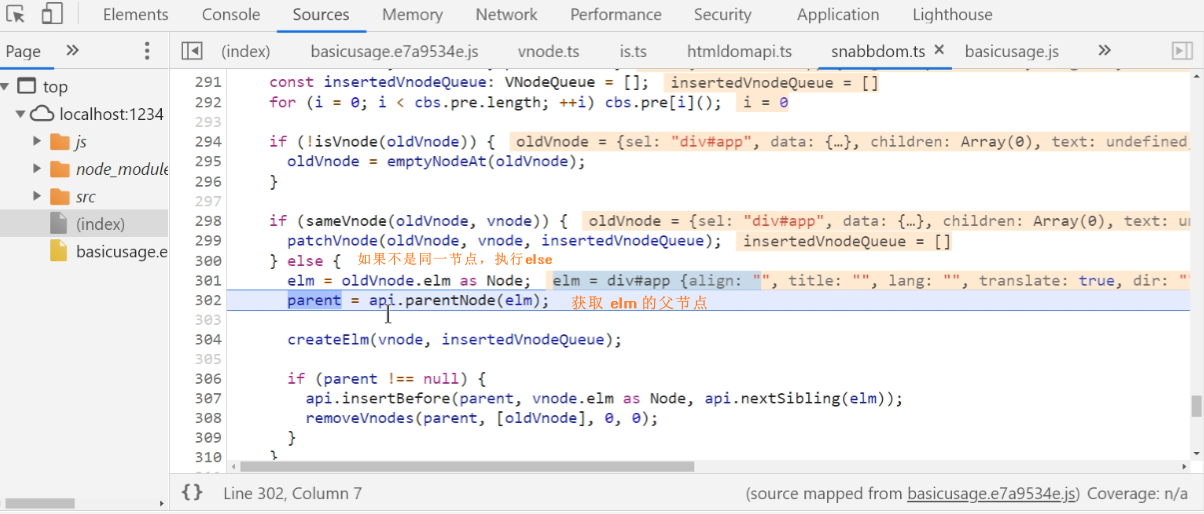 Elements Console Sources Memory Network Performance Security Application Lighthouse
Page » (index) basicusage.e7a9534e.js vnode.ts is.ts htmldomapi.ts snabbdom.ts × basicusage.js »
top
localhost:1234
js
node_module
src
(index)
basicusage.e
291 const insertedVnodeQueue: VNodeQueue = []; insertedVnodeQueue = []
292 for (i = 0; i < cbs.pre.length; ++i) cbs.pre[i](); i = 0
293
294 if (!isVnode(oldVnode)) { oldVnode = {sel: "div#app", data: {…}, children: Array(0), text: undefined,
295 oldVnode = emptyNodeAt(oldVnode);
296 }
297
298 if (sameVnode(oldVnode, vnode)) { oldVnode = {sel: "div#app", data: {…}, children: Array(0), text: un
299 patchVnode(oldVnode, vnode, insertedVnodeQueue); insertedVnodeQueue = []
300 } else { 如果不是同一节点，执行else
301 elm = oldVnode.elm as Node; elm = div#app {align: "", title: "", lang: "", translate: true, dir: "
302 parent = api.parentNode(elm); 获取 elm 的父节点
303
304 createElm(vnode, insertedVnodeQueue);
305
306 if (parent !== null) {
307 api.insertBefore(parent, vnode.elm as Node, api.nextSibling(elm));
308 removeVnodes(parent, [oldVnode], 0, 0);
309 }
310 }
{} Line 302, Column 7 (source mapped from basicusage.e7a9534e.js) Coverage: n/a